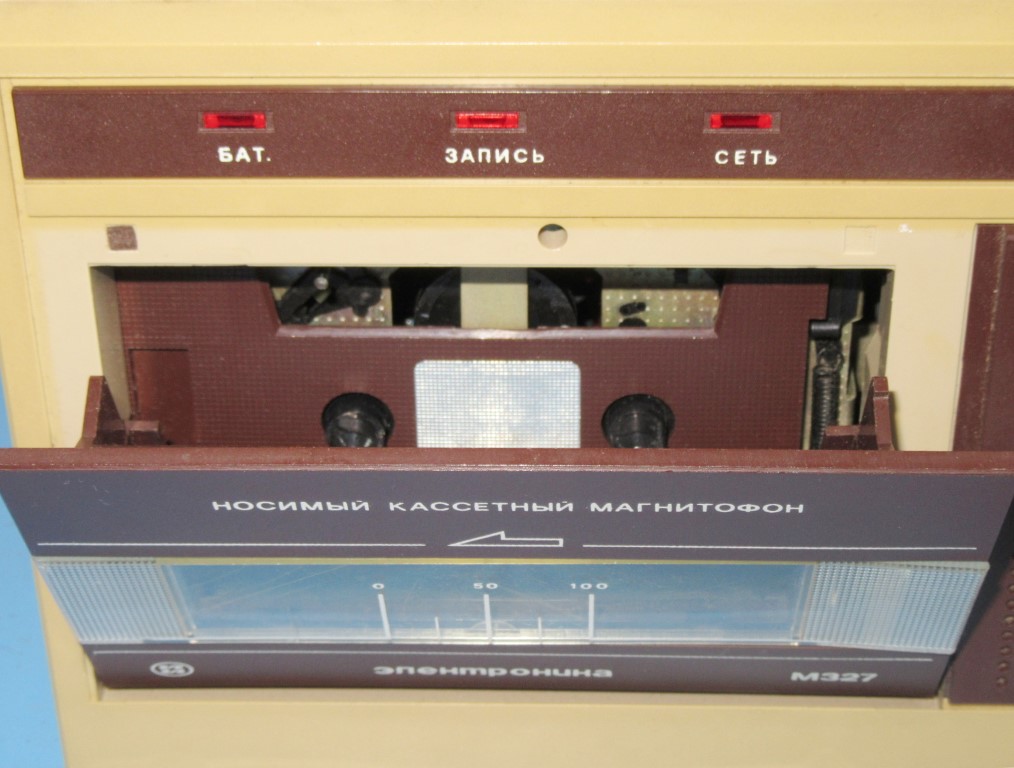 БАТ. ЗАПИСЬ СЕТЬ
НОСИМЫЙ КАССЕТНЫЙ МАГНИТОФОН
0 50 100
электроника М327